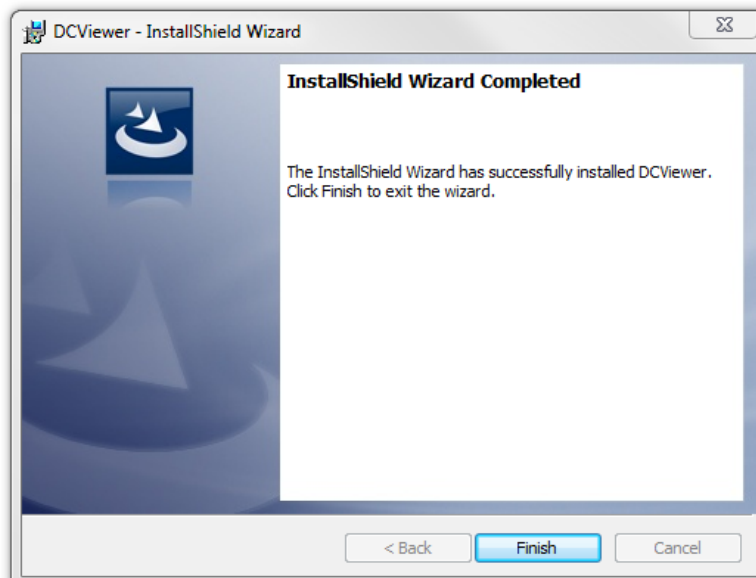 DCViewer - InstallShield Wizard
InstallShield Wizard Completed
The InstallShield Wizard has successfully installed DCViewer.
Click Finish to exit the wizard.
< Back
Finish
Cancel